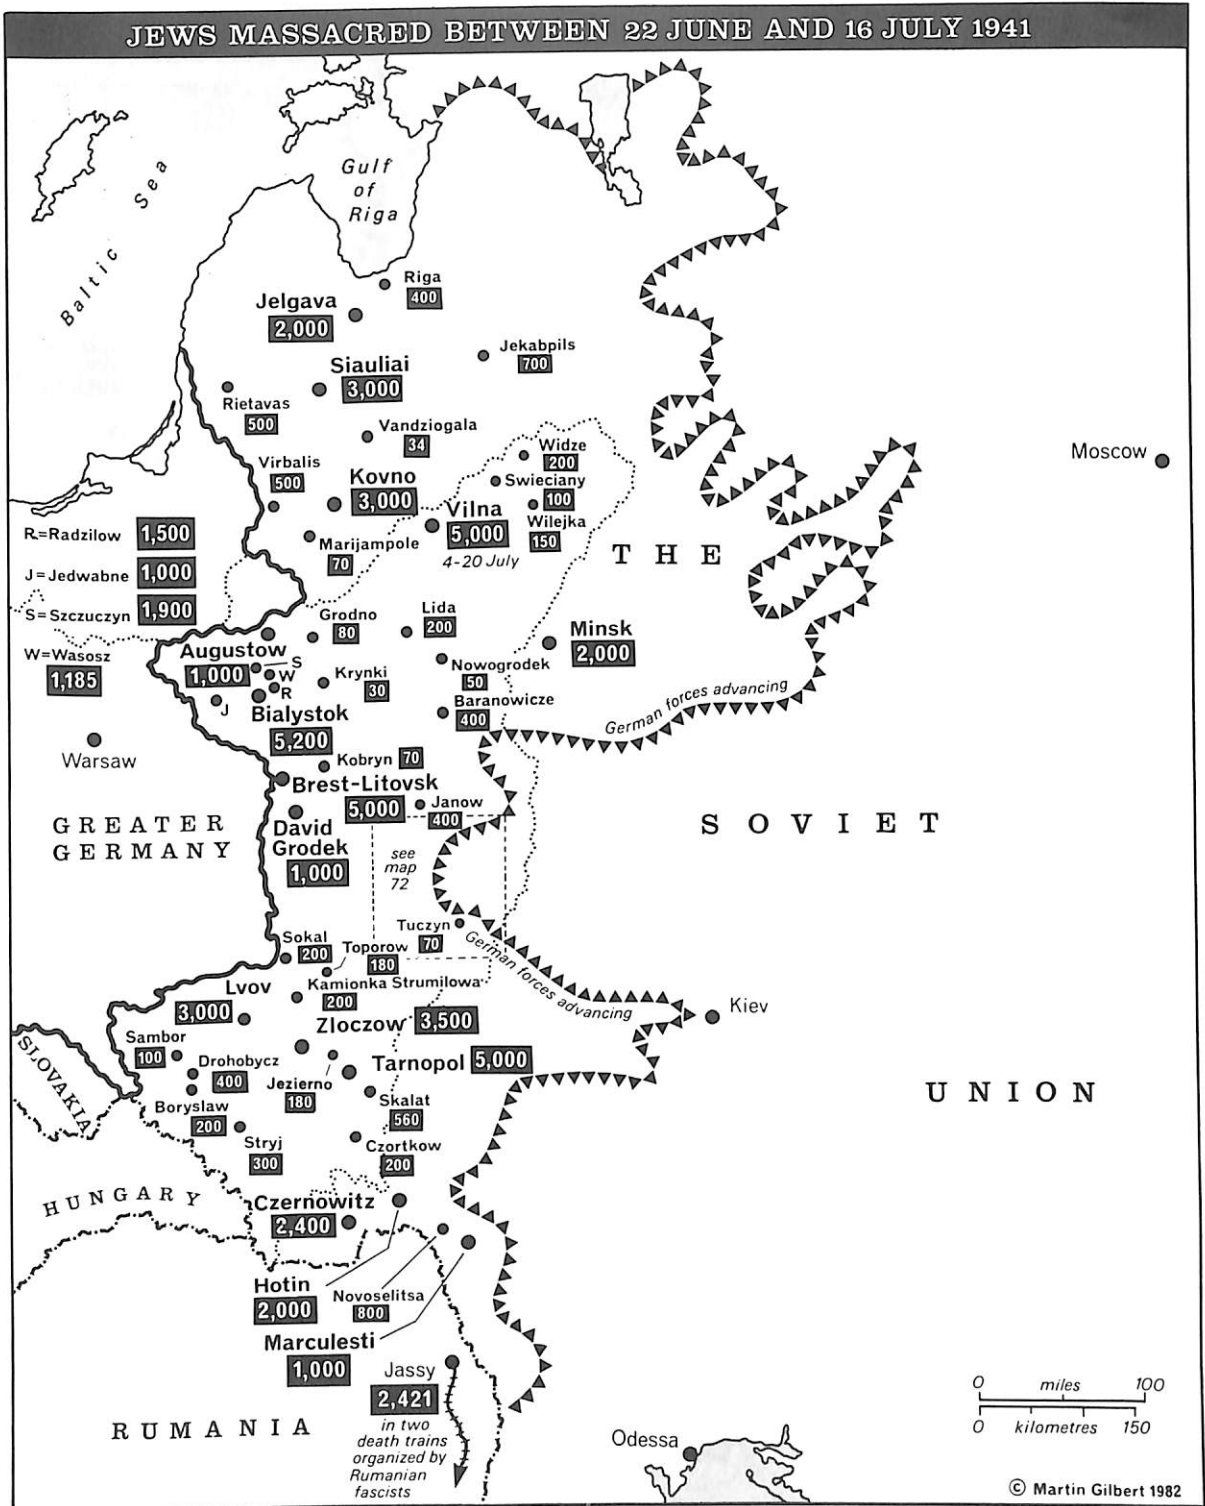 JEWS MASSACRED BETWEEN 22 JUNE AND 16 JULY 1941
Baltic Sea
Gulf
of
Riga
Riga
400
Jelgava
2,000
Jekabpils
700
Siauliai
3,000
Rietavas
500
Vandziogala
34
Widze
200
Moscow
Virbalis
500
Kovno
3,000
Swieciany
100
Vilna
5,000
4-20 July
Wilejka
150
R=Radzilow 1,500
J=Jedwabne 1,000
S=Szczuczyn 1,900
W=Wasosz
1,185
Marijampole
70
THE
Grodno
80
Lida
200
Minsk
2,000
Augustow
1,000
S
W
R
J
Krynki
30
Nowogrodek
50
Baranowicze
400
German forces advancing
Bialystok
5,200
Warsaw
Kobryn 70
Brest-Litovsk
5,000
Janow
400
GREATER
GERMANY
David
Grodek
1,000
see
map
72
SOVIET
Tuczyn
70
German forces advancing
Sokal
200
Toporow
180
Kamionka Strumilowa
200
Lvov
3,000
Kiev
Zloczow 3,500
Sambor
100
Drohobycz
400
Tarnopol 5,000
Jezierno
180
SLOVAKIA
Boryslaw
200
Skalat
560
UNION
Stryj
300
Czortkow
200
HUNGARY
Czernowitz
2,400
Hotin
2,000
Novoselitsa
800
Marculesti
1,000
Jassy
2,421
in two
death trains
organized by
Rumanian
fascists
RUMANIA
0 miles 100
0 kilometres 150
Odessa
© Martin Gilbert 1982